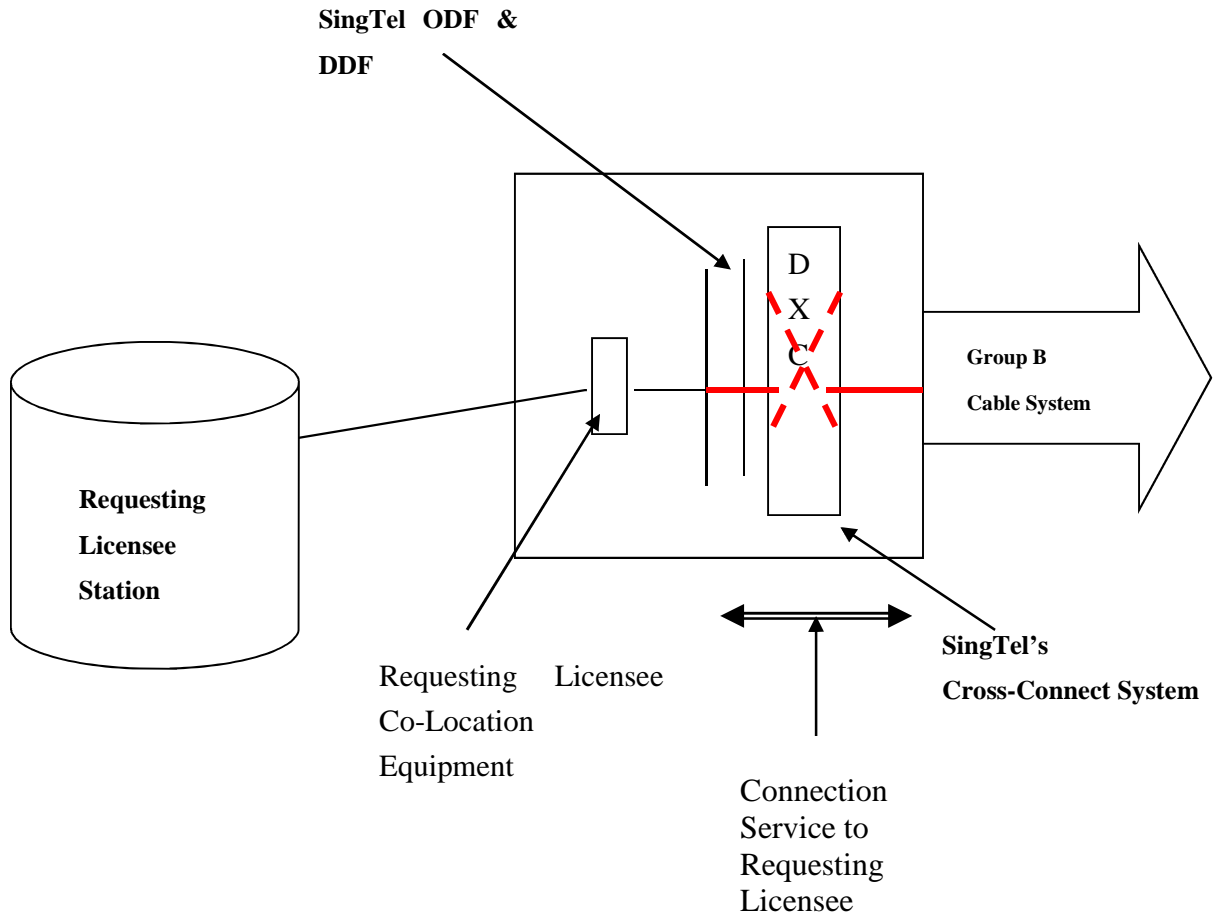 SingTel ODF &
DDF
D
X
C
Group B
Cable System
Requesting
Licensee
Station
SingTel’s
Cross-Connect System
Requesting Licensee
Co-Location
Equipment
Connection
Service to
Requesting
Licensee